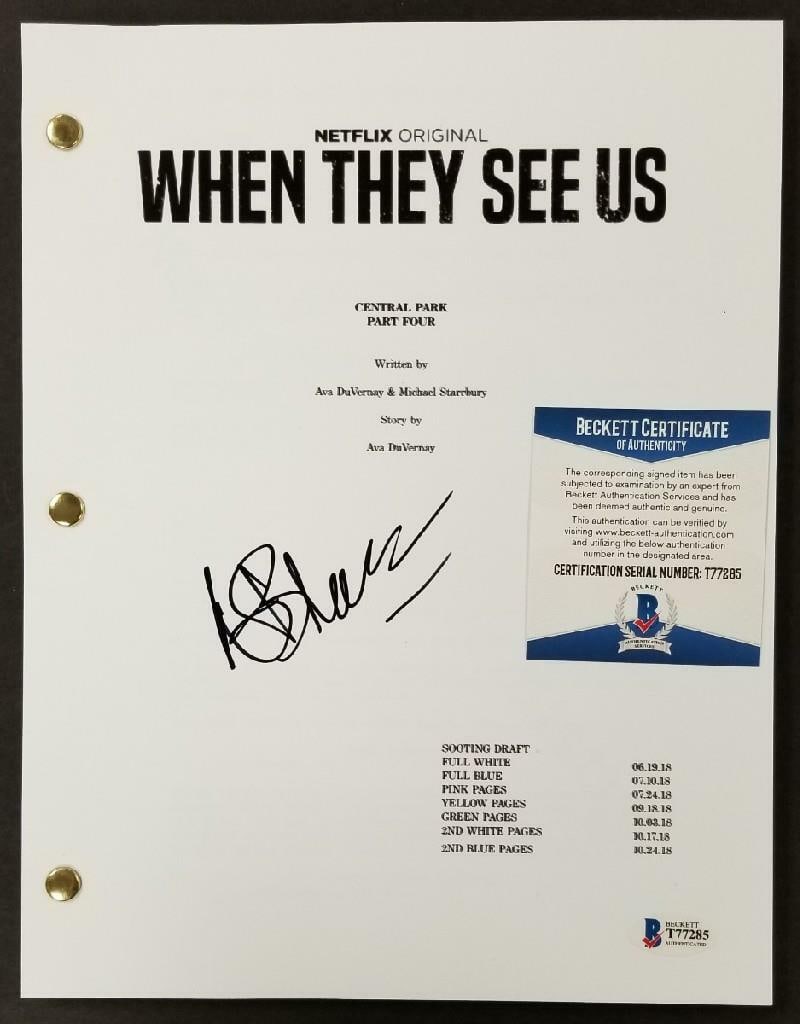 NETFLIX ORIGINAL
WHEN THEY SEE US
CENTRAL PARK
PART FOUR
Written by
Ava DuVernay & Michael Starrbury
Story by
Ava DuVernay
BECKETT CERTIFICATE
OF AUTHENTICITY
The corresponding signed item has been
subjected to examination by an expert from
Beckett Authentication Services and has
been deemed authentic and genuine.
This authentication can be verified by
visiting www.beckett-authentication.com
and utilizing the below authentication
number in the designated area.
CERTIFICATION SERIAL NUMBER: T77285
BECKETT
B
AUTHENTICATION
SERVICES
SOOTING DRAFT
FULL WHITE 06.19.18
FULL BLUE 07.10.18
PINK PAGES 07.24.18
YELLOW PAGES 09.18.18
GREEN PAGES 10.03.18
2ND WHITE PAGES 10.17.18
2ND BLUE PAGES 10.24.18
B BECKETT
T77285
AUTHENTICATED